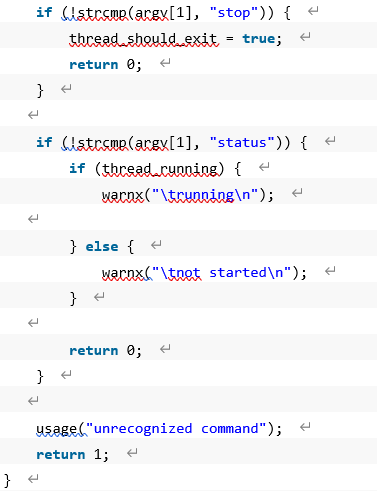 if (!strcmp(argv[1], "stop")) {
thread_should_exit = true;
return 0;
}
if (!strcmp(argv[1], "status")) {
if (thread_running) {
warnx("\trunning\n");
} else {
warnx("\tnot started\n");
}
return 0;
}
usage("unrecognized command");
return 1;
}